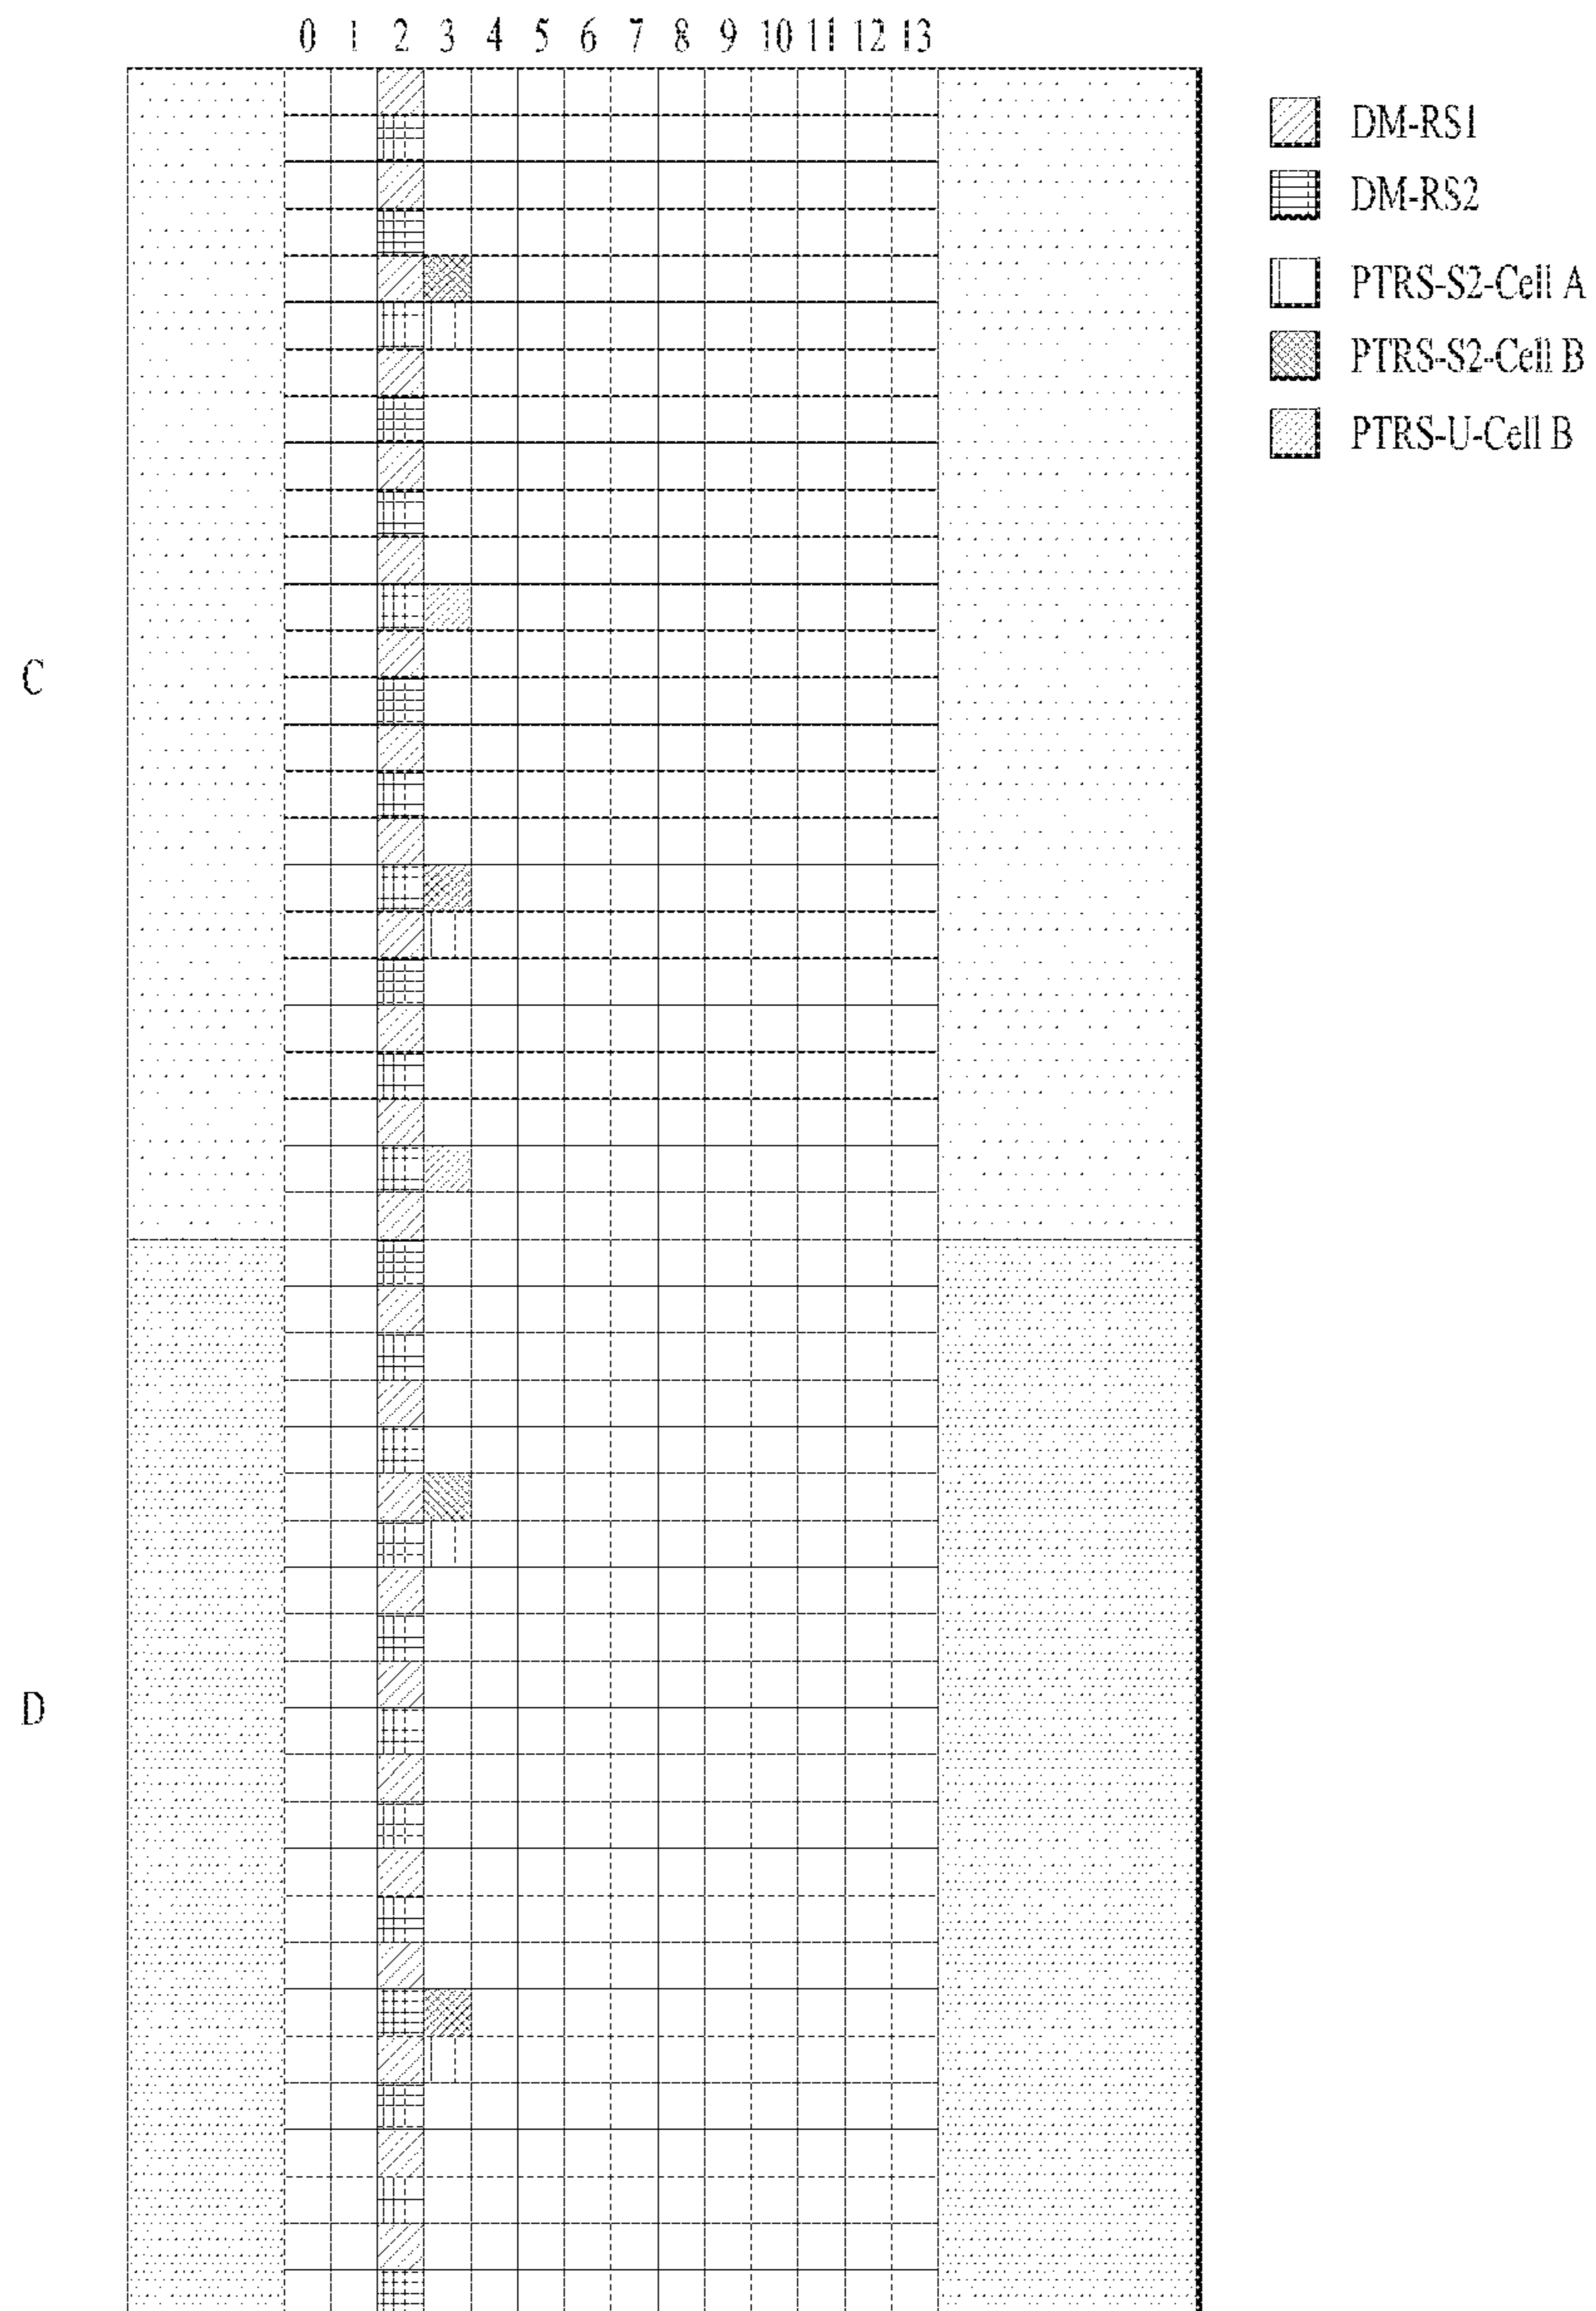 0 1 2 3 4 5 6 7 8 9 10 11 12 13
DM-RS1
DM-RS2
PTRS-S2-Cell A
PTRS-S2-Cell B
PTRS-U-Cell B
C
D